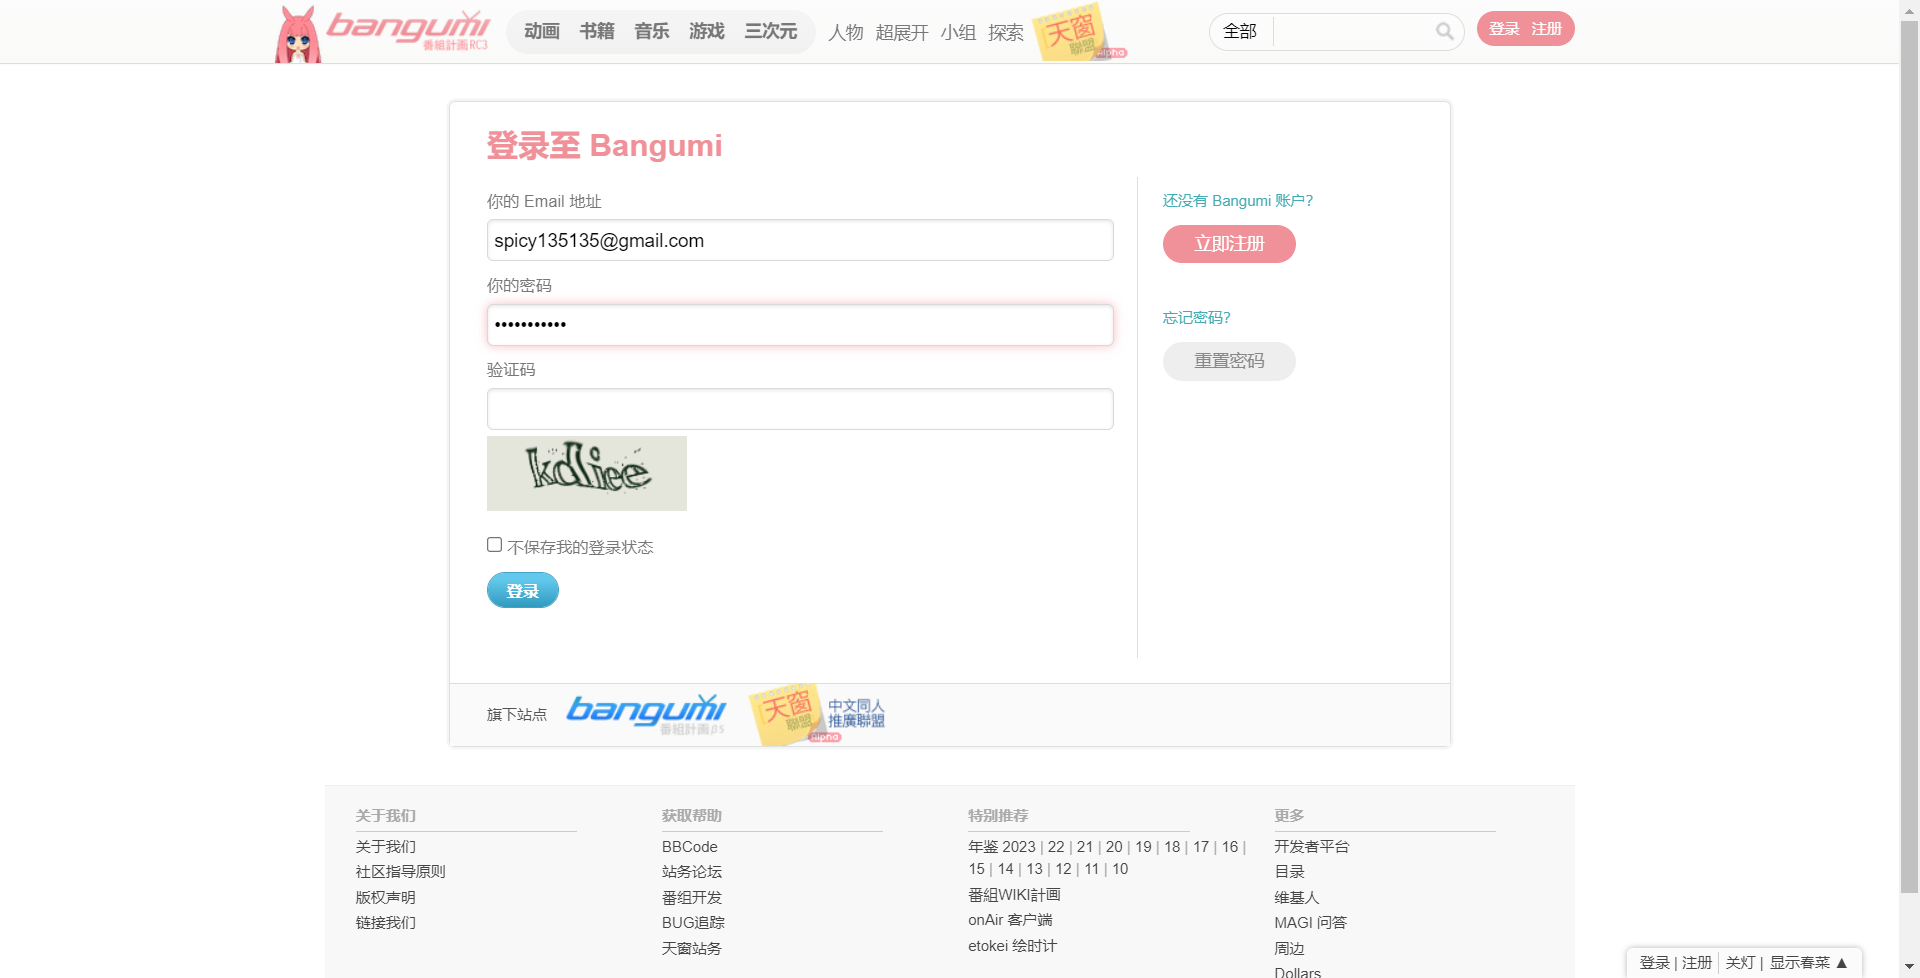 bangumi
番組計画RC3
动画 书籍 音乐 游戏 三次元 人物 超展开 小组 探索
天窗
聯盟
Alpha
全部
登录 注册
登录至 Bangumi
你的 Email 地址
spicy135135@gmail.com
你的密码
•••••••••••
验证码
不保存我的登录状态
登录
还没有 Bangumi 账户?
立即注册
忘记密码?
重置密码
旗下站点
bangumi
番組計画β5
天窗
聯盟
Alpha
中文同人
推廣聯盟
关于我们
关于我们
社区指导原则
版权声明
链接我们
获取帮助
BBCode
站务论坛
番组开发
BUG追踪
天窗站务
特别推荐
年鉴 2023 | 22 | 21 | 20 | 19 | 18 | 17 | 16 |
15 | 14 | 13 | 12 | 11 | 10
番組WIKI計画
onAir 客户端
etokei 绘时计
更多
开发者平台
目录
维基人
MAGI 问答
周边
Dollars
登录 | 注册 关灯 | 显示春菜 ▲